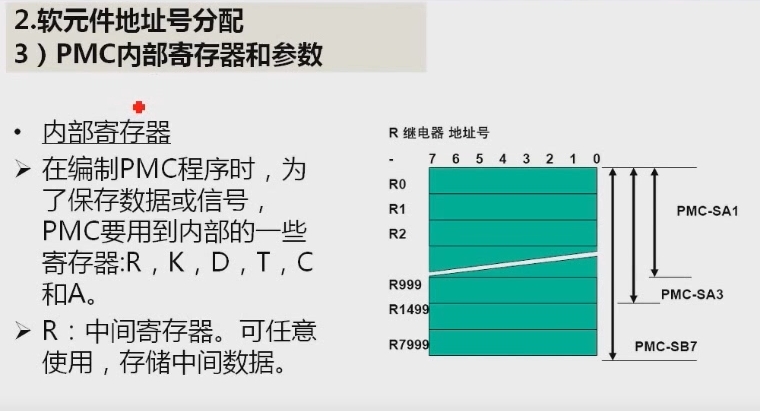 2.软元件地址号分配
3）PMC内部寄存器和参数
• 内部寄存器
➢ 在编制PMC程序时，为
了保存数据或信号，
PMC要用到内部的一些
寄存器:R，K，D，T，C
和A。
➢ R：中间寄存器。可任意
使用，存储中间数据。
R 继电器 地址号
- 7 6 5 4 3 2 1 0
R0
R1
R2
R999
R1499
R7999
PMC-SA1
PMC-SA3
PMC-SB7